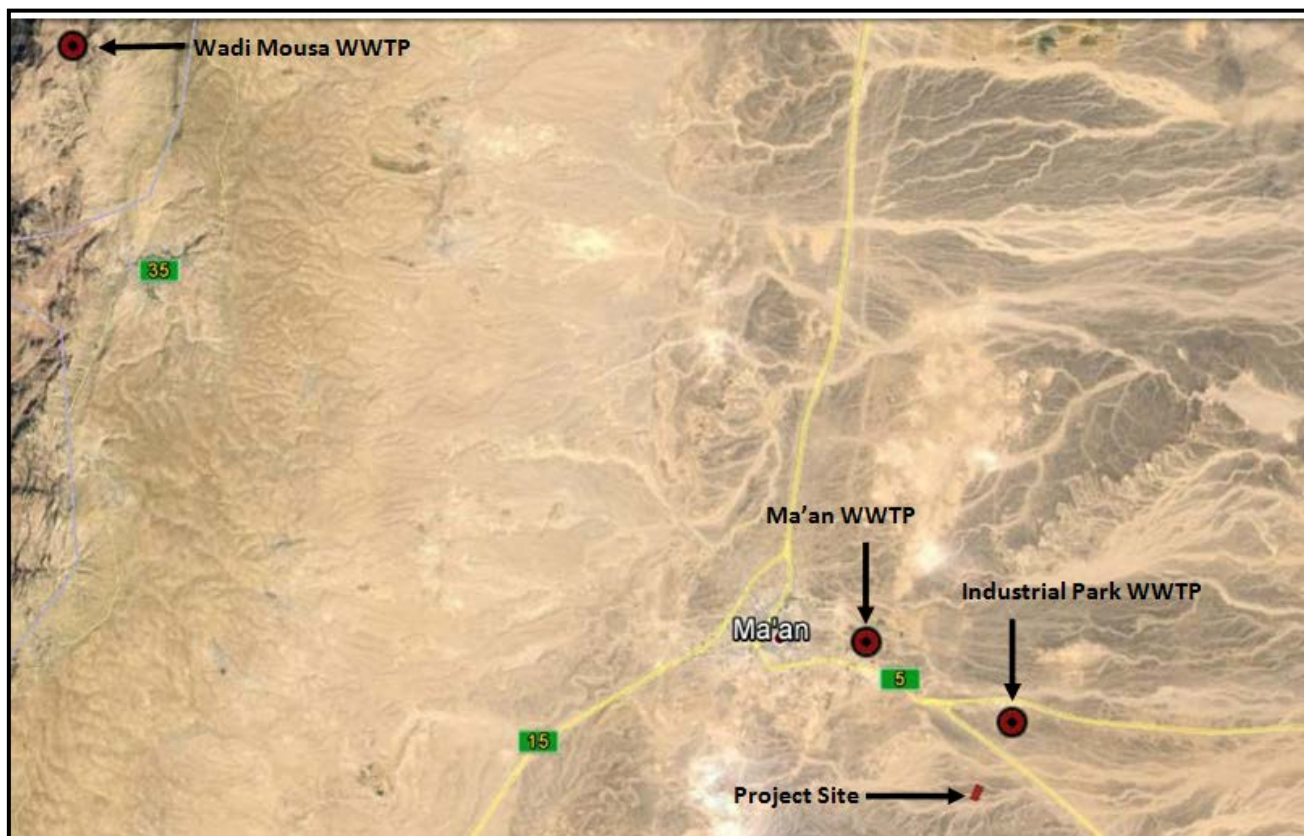 Wadi Mousa WWTP
35
Ma'an WWTP
Industrial Park WWTP
Ma'an
5
15
Project Site